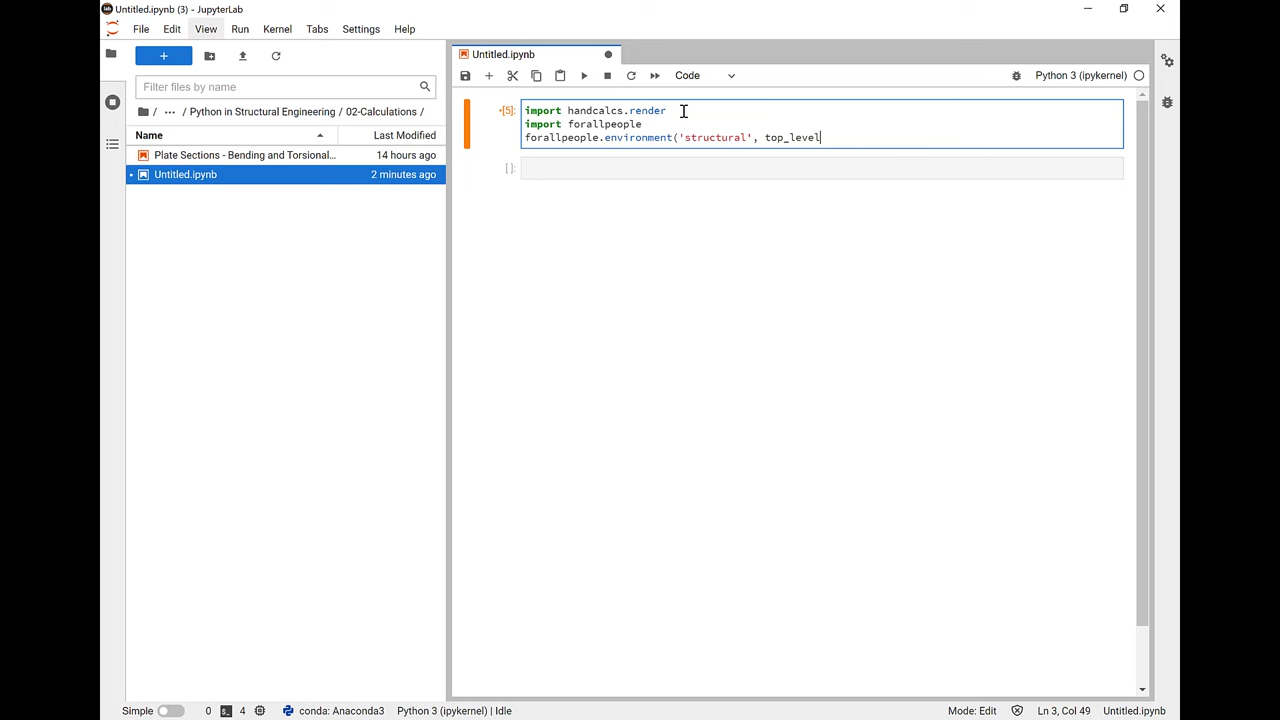 Untitled.ipynb (3) - JupyterLab
File Edit View Run Kernel Tabs Settings Help
Filter files by name
/ ··· / Python in Structural Engineering / 02-Calculations /
Name Last Modified
Plate Sections - Bending and Torsional... 14 hours ago
Untitled.ipynb 2 minutes ago
Untitled.ipynb
Code
Python 3 (ipykernel)
[5]: import handcalcs.render
import forallpeople
forallpeople.environment('structural', top_level
[ ]:
Simple 0 4 conda: Anaconda3 Python 3 (ipykernel) | Idle Mode: Edit Ln 3, Col 49 Untitled.ipynb